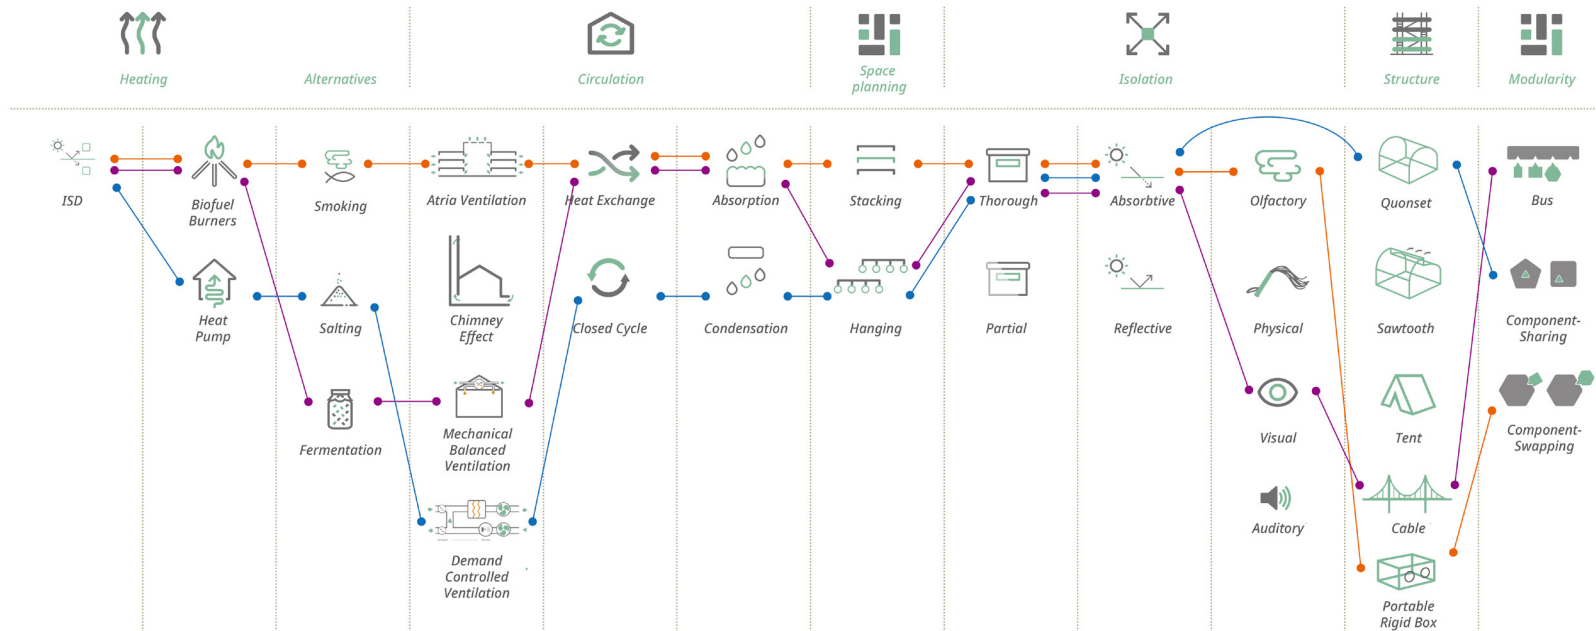 Heating
Alternatives
Circulation
Space
planning
Isolation
Structure
Modularity
ISD
Biofuel
Burners
Smoking
Atria Ventilation
Heat Exchange
Absorption
Stacking
Thorough
Absorbtive
Olfactory
Quonset
Bus
Heat
Pump
Salting
Chimney
Effect
Closed Cycle
Condensation
Hanging
Partial
Reflective
Physical
Sawtooth
Component-
Sharing
Fermentation
Mechanical
Balanced
Ventilation
Visual
Tent
Component-
Swapping
Demand
Controlled
Ventilation
Auditory
Cable
Portable
Rigid Box